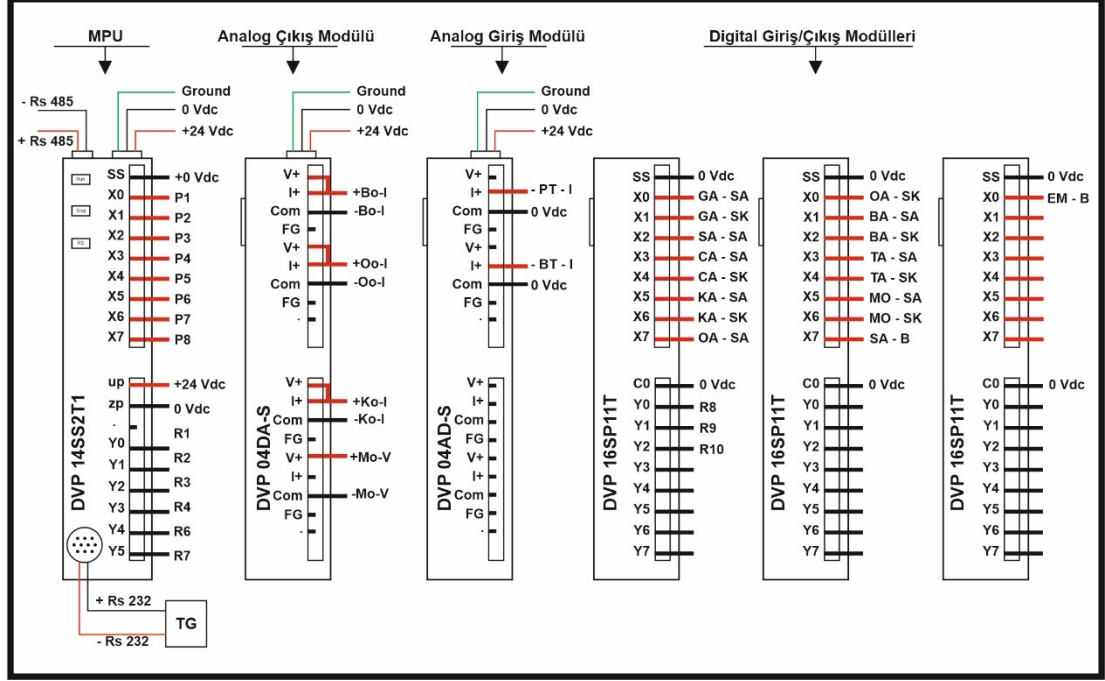 MPU
Analog Çıkış Modülü
Analog Giriş Modülü
Digital Giriş/Çıkış Modülleri
- Rs 485
+ Rs 485
Ground
0 Vdc
+24 Vdc
Run
Stop
RS
SS +0 Vdc
X0 P1
X1 P2
X2 P3
X3 P4
X4 P5
X5 P6
X6 P7
X7 P8
up +24 Vdc
zp 0 Vdc
. R1
Y0 R2
Y1 R3
Y2 R4
Y3 R6
Y4 R7
Y5
DVP 14SS2T1
+ Rs 232
- Rs 232
TG
Ground
0 Vdc
+24 Vdc
V+
I+ +Bo-I
Com -Bo-I
FG
V+
I+ +Oo-I
Com -Oo-I
FG
.
V+
I+ +Ko-I
Com -Ko-I
FG
V+ +Mo-V
I+
Com -Mo-V
FG
.
DVP 04DA-S
Ground
0 Vdc
+24 Vdc
V+
I+ - PT - I
Com 0 Vdc
FG
V+
I+ - BT - I
Com 0 Vdc
FG
.
V+
I+
Com
FG
V+
I+
Com
FG
.
DVP 04AD-S
SS 0 Vdc
X0 GA - SA
X1 GA - SK
X2 SA - SA
X3 CA - SA
X4 CA - SK
X5 KA - SA
X6 KA - SK
X7 OA - SA
C0 0 Vdc
Y0 R8
Y1 R9
Y2 R10
Y3
Y4
Y5
Y6
Y7
DVP 16SP11T
SS 0 Vdc
X0 OA - SK
X1 BA - SA
X2 BA - SK
X3 TA - SA
X4 TA - SK
X5 MO - SA
X6 MO - SK
X7 SA - B
C0 0 Vdc
Y0
Y1
Y2
Y3
Y4
Y5
Y6
Y7
DVP 16SP11T
SS 0 Vdc
X0 EM - B
X1
X2
X3
X4
X5
X6
X7
C0 0 Vdc
Y0
Y1
Y2
Y3
Y4
Y5
Y6
Y7
DVP 16SP11T